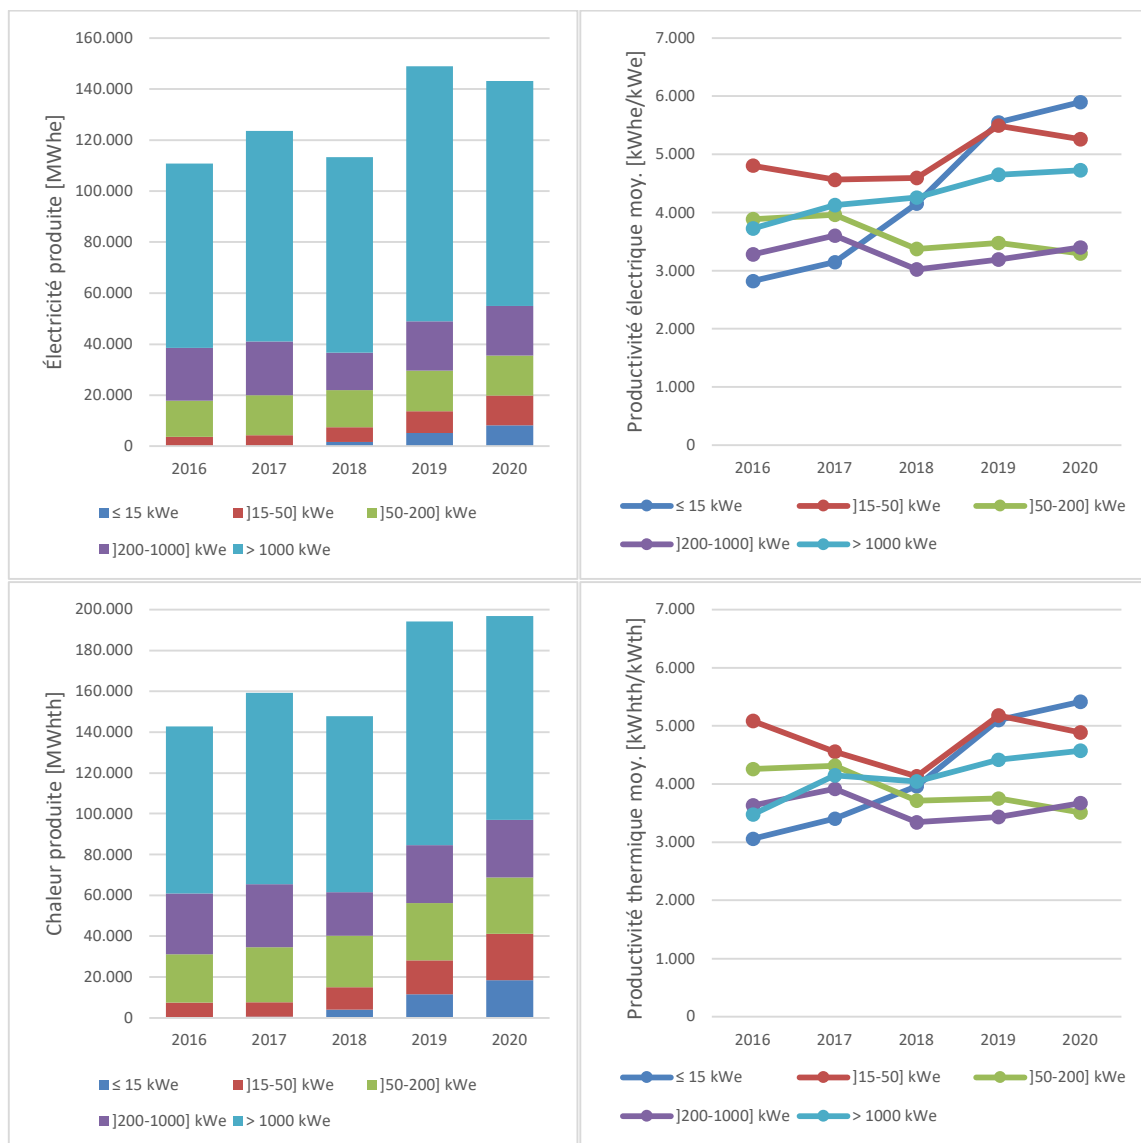 Électricité produite [MWhe]
160.000
140.000
120.000
100.000
80.000
60.000
40.000
20.000
0
2016 2017 2018 2019 2020
≤ 15 kWe ]15-50] kWe ]50-200] kWe
]200-1000] kWe > 1000 kWe
Productivité électrique moy. [kWhe/kWe]
7.000
6.000
5.000
4.000
3.000
2.000
1.000
0
2016 2017 2018 2019 2020
≤ 15 kWe ]15-50] kWe ]50-200] kWe
]200-1000] kWe > 1000 kWe
Chaleur produite [MWhth]
200.000
180.000
160.000
140.000
120.000
100.000
80.000
60.000
40.000
20.000
0
2016 2017 2018 2019 2020
≤ 15 kWe ]15-50] kWe ]50-200] kWe
]200-1000] kWe > 1000 kWe
Productivité thermique moy. [kWhth/kWth]
7.000
6.000
5.000
4.000
3.000
2.000
1.000
0
2016 2017 2018 2019 2020
≤ 15 kWe ]15-50] kWe ]50-200] kWe
]200-1000] kWe > 1000 kWe